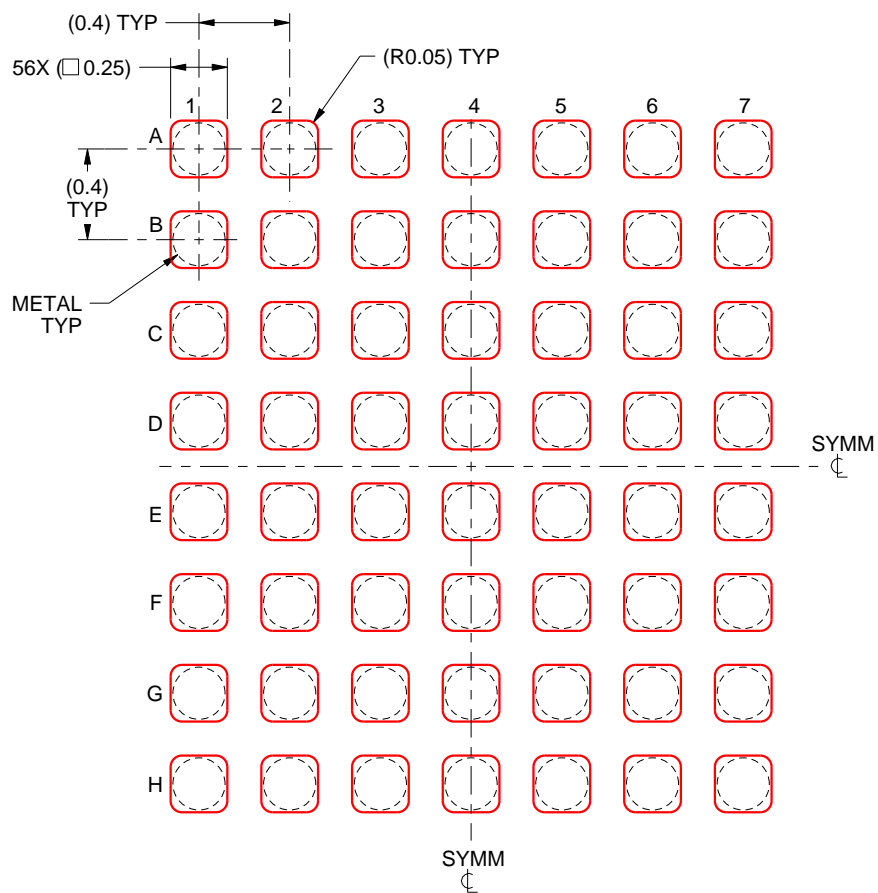 (0.4) TYP
56X (□ 0.25)
(R0.05) TYP
1 2 3 4 5 6 7
A
(0.4)
TYP
B
METAL
TYP
C
D
SYMM
℄
E
F
G
H
SYMM
℄